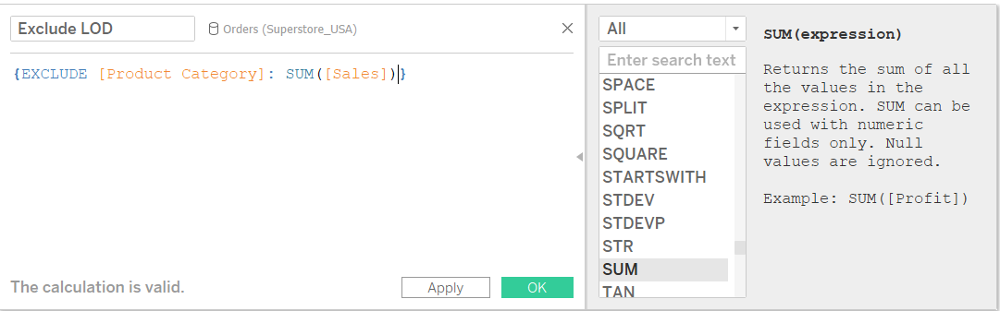 Exclude LOD
Orders (Superstore_USA)
{EXCLUDE [Product Category]: SUM([Sales])}
The calculation is valid.
Apply
OK
All
Enter search text
SPACE
SPLIT
SQRT
SQUARE
STARTSWITH
STDEV
STDEVP
STR
SUM
TAN
SUM(expression)
Returns the sum of all
the values in the
expression. SUM can be
used with numeric
fields only. Null
values are ignored.
Example: SUM([Profit])